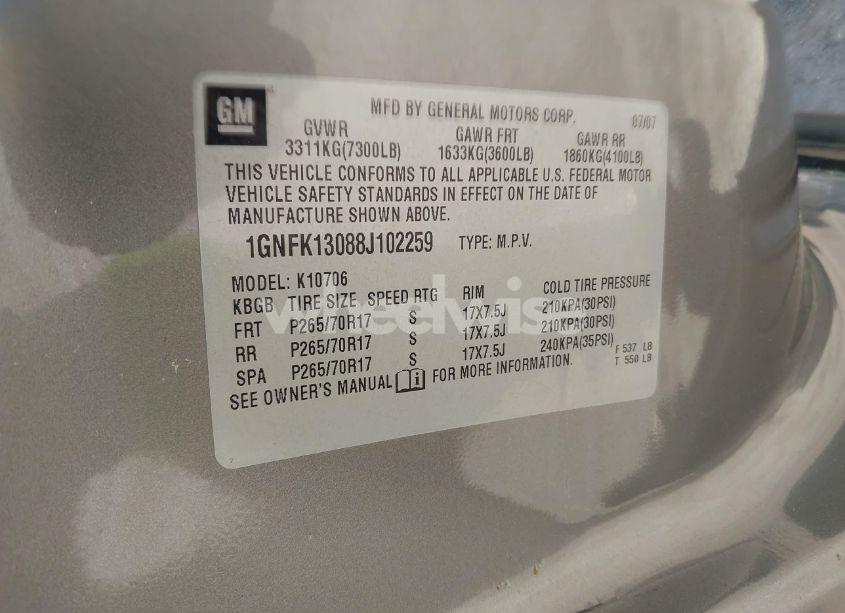 GM
MFD BY GENERAL MOTORS CORP. 07/07
GVWR GAWR FRT GAWR RR
3311KG(7300LB) 1633KG(3600LB) 1860KG(4100LB)
THIS VEHICLE CONFORMS TO ALL APPLICABLE U.S. FEDERAL MOTOR
VEHICLE SAFETY STANDARDS IN EFFECT ON THE DATE OF
MANUFACTURE SHOWN ABOVE.
1GNFK13088J102259 TYPE: M.P.V.
MODEL: K10706
KBGB TIRE SIZE SPEED RTG RIM COLD TIRE PRESSURE
FRT P265/70R17 S 17X7.5J 210KPA(30PSI)
RR P265/70R17 S 17X7.5J 210KPA(30PSI)
SPA P265/70R17 S 17X7.5J 240KPA(35PSI)
F 537 LB
T 550 LB
SEE OWNER'S MANUAL i FOR MORE INFORMATION.